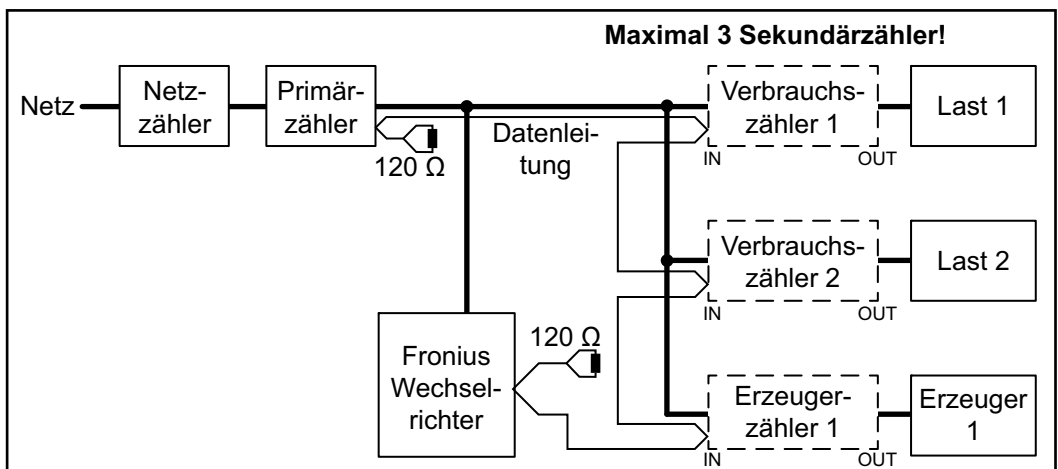 Maximal 3 Sekundärzähler!
Netz
Netz-
zähler
Primär-
zähler
120 Ω
Datenlei-
tung
Verbrauchs-
zähler 1
IN
OUT
Last 1
Verbrauchs-
zähler 2
IN
OUT
Last 2
Fronius
Wechsel-
richter
120 Ω
Erzeuger-
zähler 1
IN
OUT
Erzeuger
1